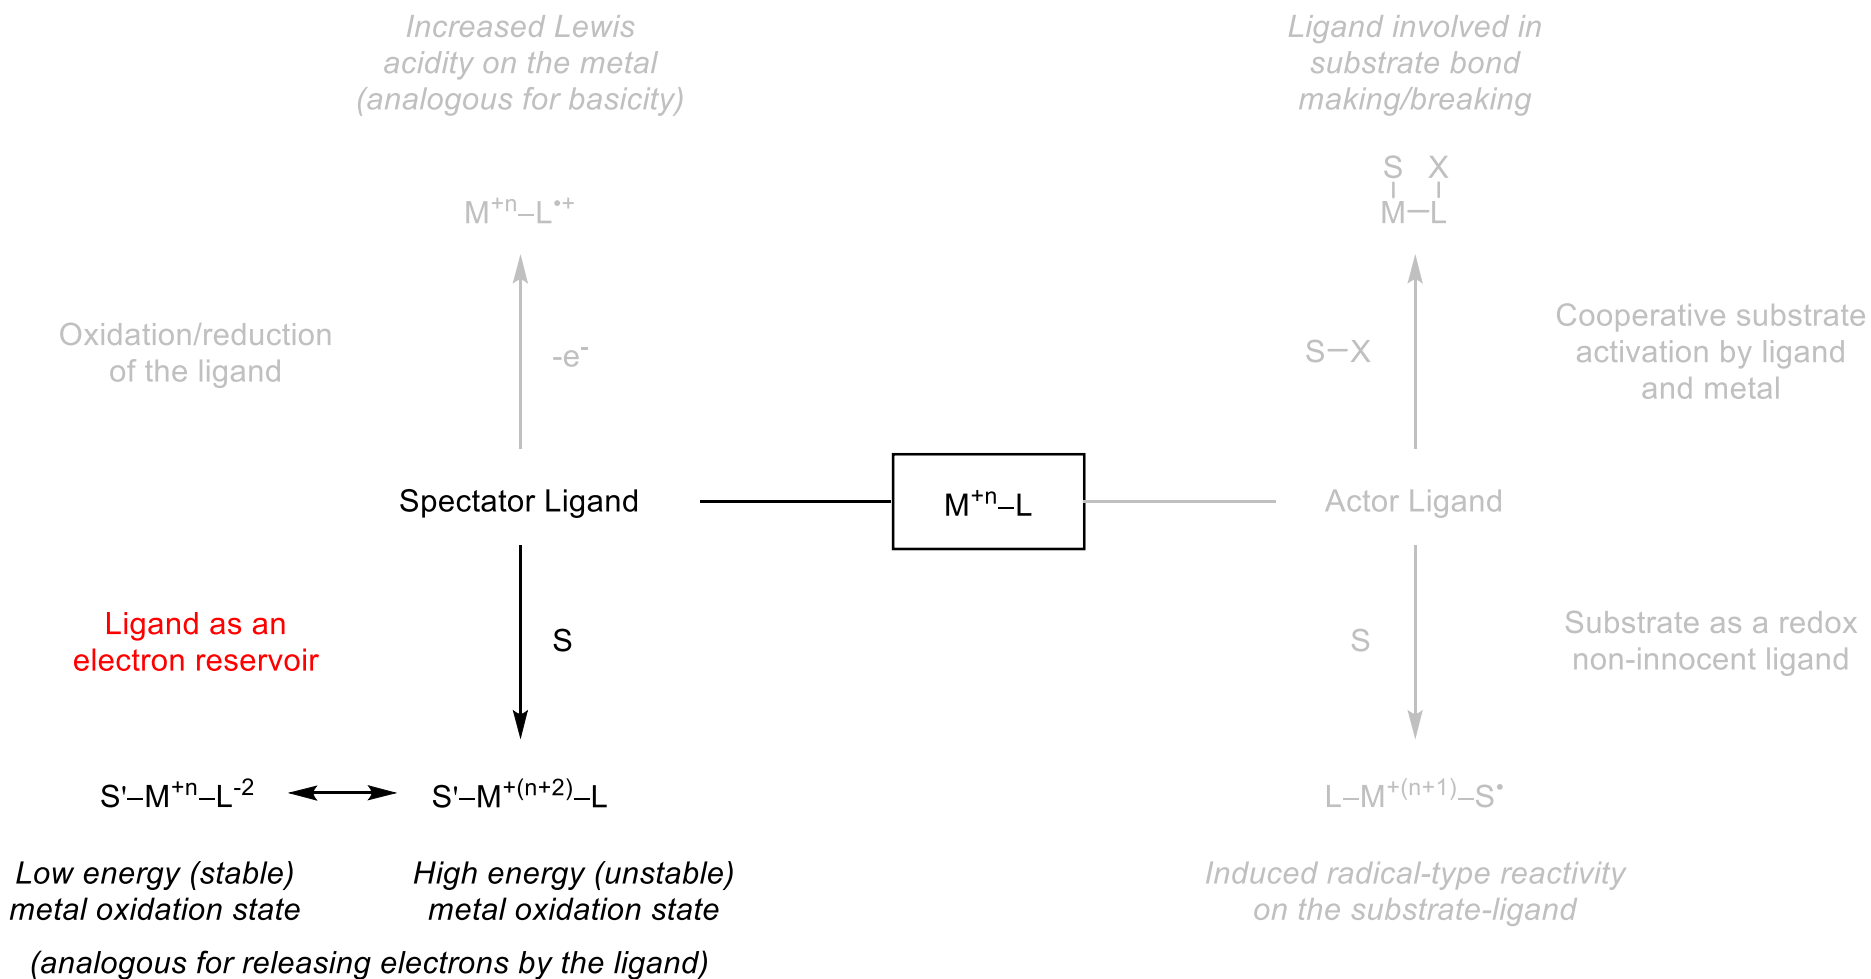 Increased Lewis
acidity on the metal
(analogous for basicity)
Ligand involved in
substrate bond
making/breaking
S X
M–L
M⁺ⁿ–L•⁺
Oxidation/reduction
of the ligand
-e⁻
S–X
Cooperative substrate
activation by ligand
and metal
Spectator Ligand
M⁺ⁿ–L
Actor Ligand
Ligand as an
electron reservoir
S
S
Substrate as a redox
non-innocent ligand
S'–M⁺ⁿ–L⁻²
S'–M⁺⁽ⁿ⁺²⁾–L
L–M⁺⁽ⁿ⁺¹⁾–S•
Low energy (stable)
metal oxidation state
High energy (unstable)
metal oxidation state
(analogous for releasing electrons by the ligand)
Induced radical-type reactivity
on the substrate-ligand